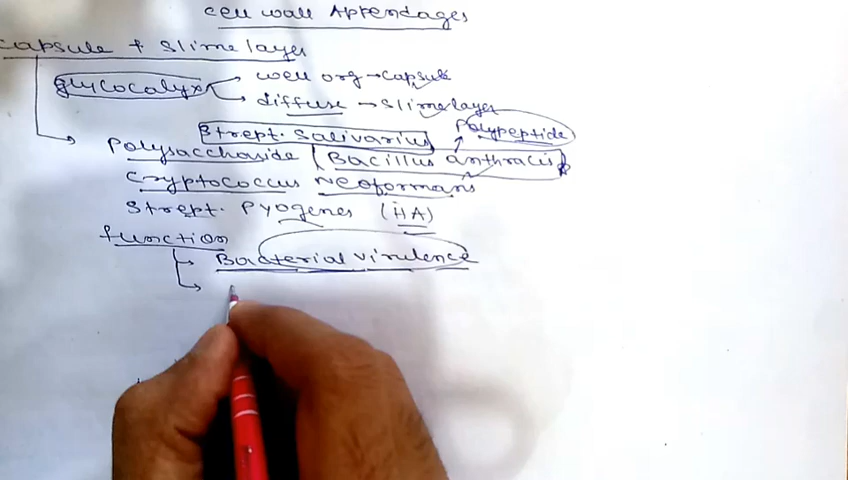 Cell wall Appendages
Capsule + Slime layer
glycocalyx well org → Capsule
diffuse → Slime layer
Strept. Salivarius Polypeptide
Polysaccharide (Bacillus anthracis)
Cryptococcus Neoformans
Strept. Pyogenes (HA)
function
→ Bacterial virulence